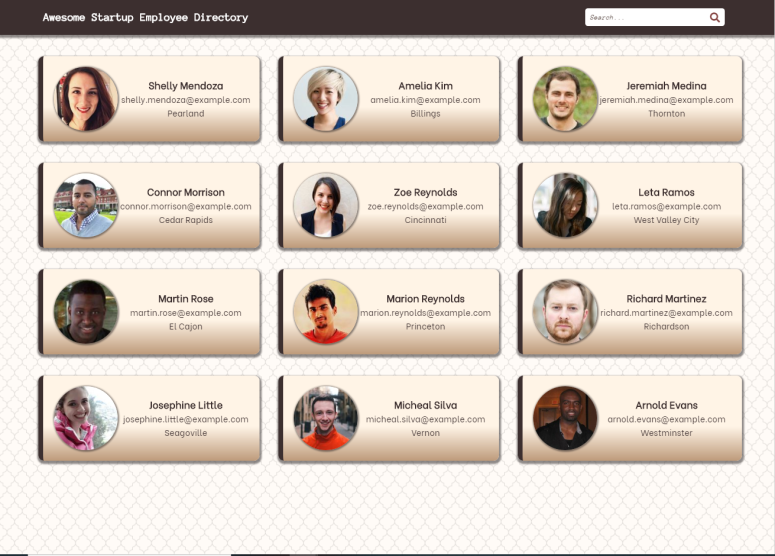 Awesome Startup Employee Directory
Search...
Shelly Mendoza
shelly.mendoza@example.com
Pearland
Amelia Kim
amelia.kim@example.com
Billings
Jeremiah Medina
jeremiah.medina@example.com
Thornton
Connor Morrison
connor.morrison@example.com
Cedar Rapids
Zoe Reynolds
zoe.reynolds@example.com
Cincinnati
Leta Ramos
leta.ramos@example.com
West Valley City
Martin Rose
martin.rose@example.com
El Cajon
Marion Reynolds
marion.reynolds@example.com
Princeton
Richard Martinez
richard.martinez@example.com
Richardson
Josephine Little
josephine.little@example.com
Seagoville
Micheal Silva
micheal.silva@example.com
Vernon
Arnold Evans
arnold.evans@example.com
Westminster